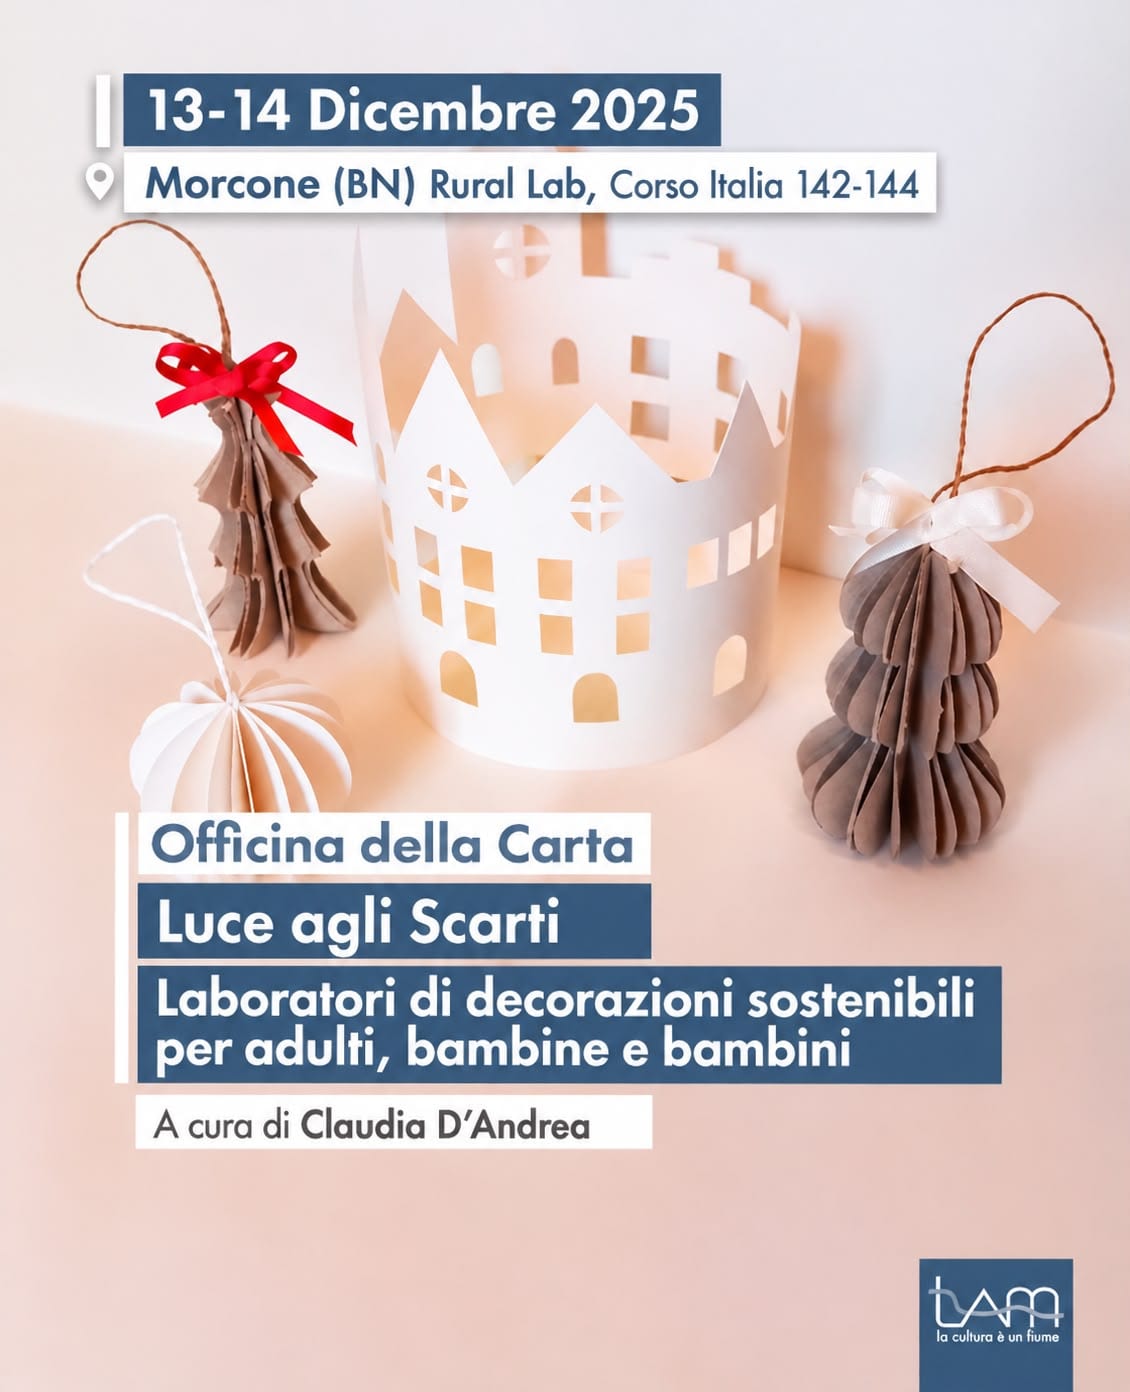 13-14 Dicembre 2025
Morcone (BN) Rural Lab, Corso Italia 142-144
Officina della Carta
Luce agli Scarti
Laboratori di decorazioni sostenibili
per adulti, bambine e bambini
A cura di Claudia D'Andrea
tam
la cultura è un fiume